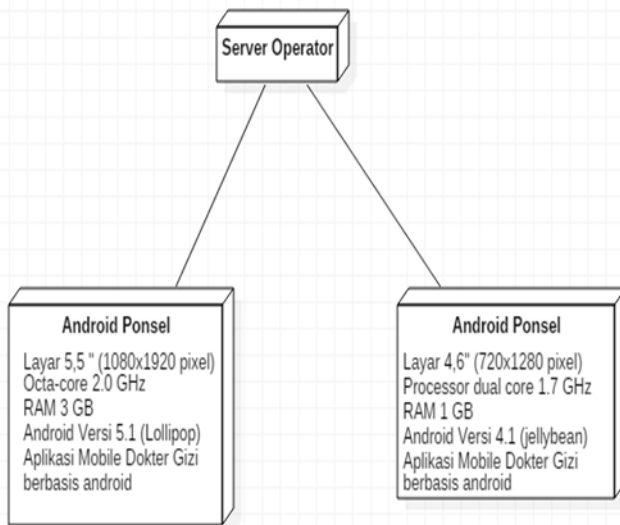 Server Operator
Android Ponsel
Layar 5,5 " (1080x1920 pixel)
Octa-core 2.0 GHz
RAM 3 GB
Android Versi 5.1 (Lollipop)
Aplikasi Mobile Dokter Gizi
berbasis android
Android Ponsel
Layar 4,6" (720x1280 pixel)
Processor dual core 1.7 GHz
RAM 1 GB
Android Versi 4.1 (jellybean)
Aplikasi Mobile Dokter Gizi
berbasis android